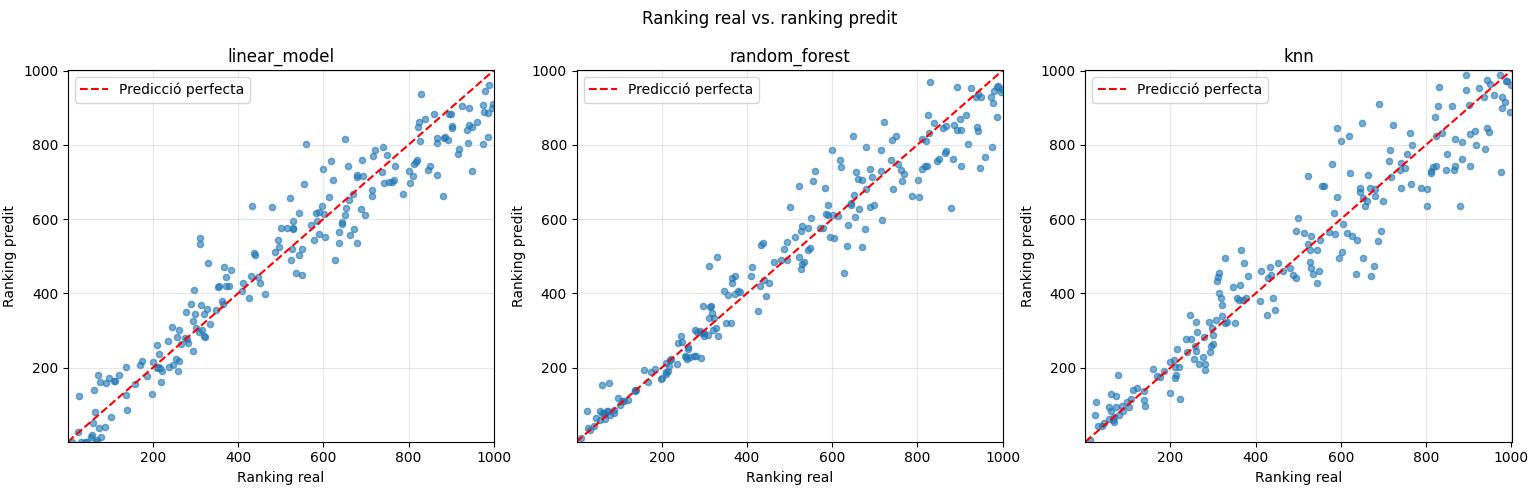 Ranking real vs. ranking predit
linear_model
Predicció perfecta
1000
800
600
400
200
Ranking predit
200 400 600 800 1000
Ranking real
random_forest
Predicció perfecta
1000
800
600
400
200
Ranking predit
200 400 600 800 1000
Ranking real
knn
Predicció perfecta
1000
800
600
400
200
Ranking predit
200 400 600 800 1000
Ranking real